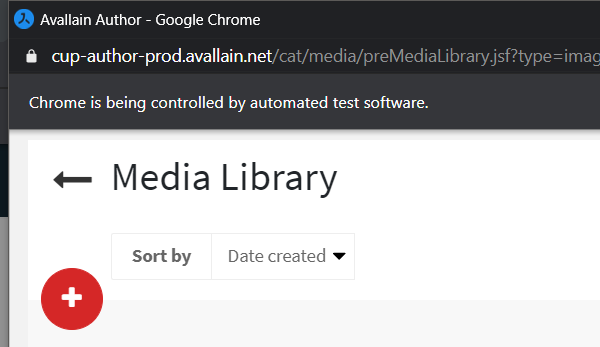 Avallain Author - Google Chrome
cup-author-prod.avallain.net/cat/media/preMediaLibrary.jsf?type=imag
Chrome is being controlled by automated test software.
Media Library
Sort by Date created